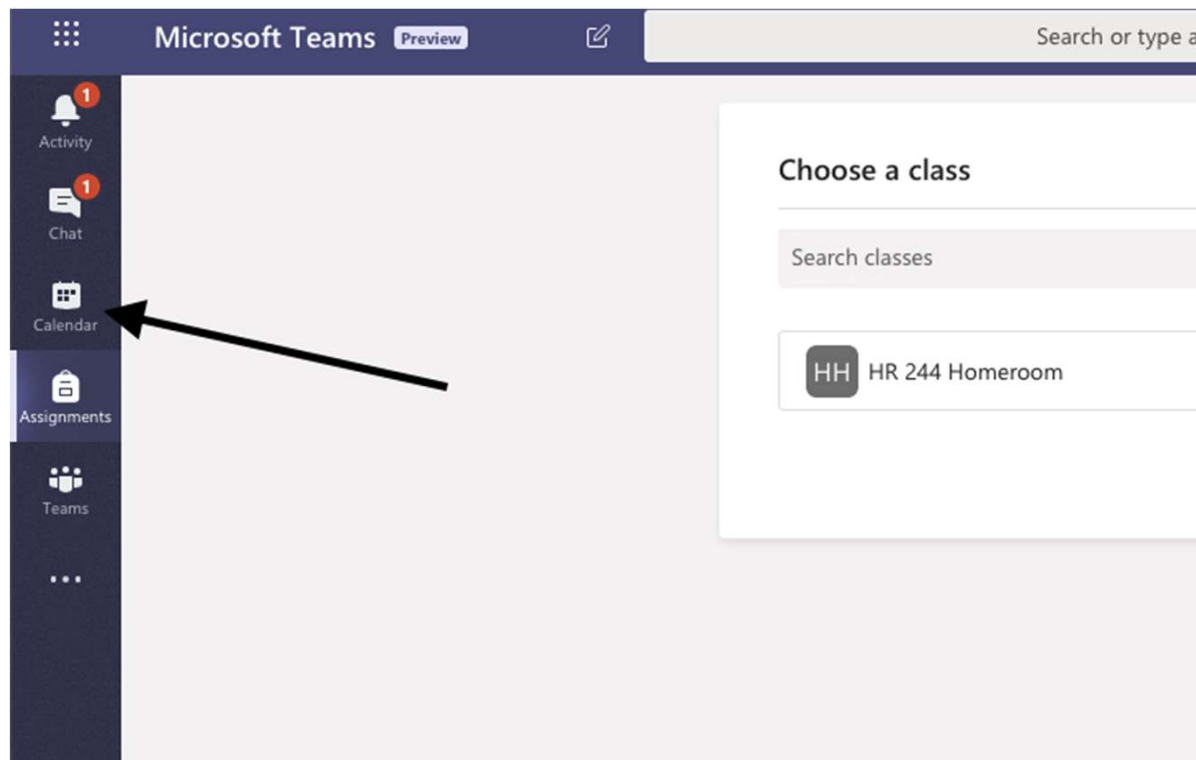 Microsoft Teams Preview
Search or type a
1
Activity
1
Chat
Calendar
Assignments
Teams
Choose a class
Search classes
HH HR 244 Homeroom